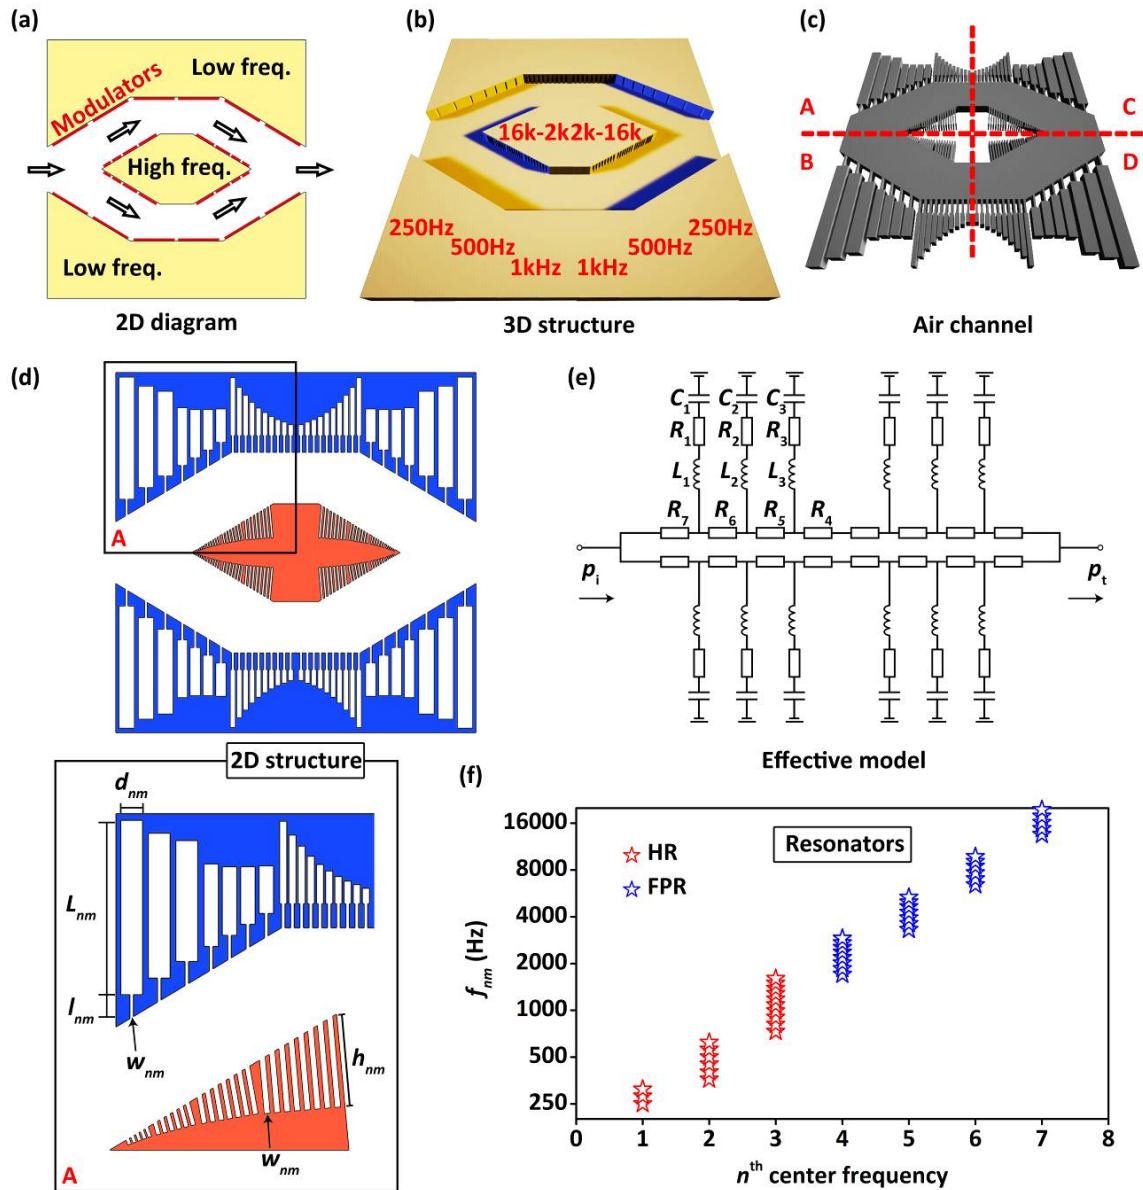 (a)
Low freq.
Modulators
High freq.
Low freq.
2D diagram
(b)
16k-2k2k-16k
250Hz
250Hz
500Hz
500Hz
1kHz
1kHz
3D structure
(c)
A
C
B
D
Air channel
(d)
A
2D structure
dnm
Lnm
lnm
wnm
hnm
wnm
A
(e)
C1
C2
C3
R1
R2
R3
L1
L2
L3
R7
R6
R5
R4
pi
pt
Effective model
(f)
16000
8000
4000
2000
1000
500
250
fnm (Hz)
HR
FPR
Resonators
0
1
2
3
4
5
6
7
8
nth center frequency